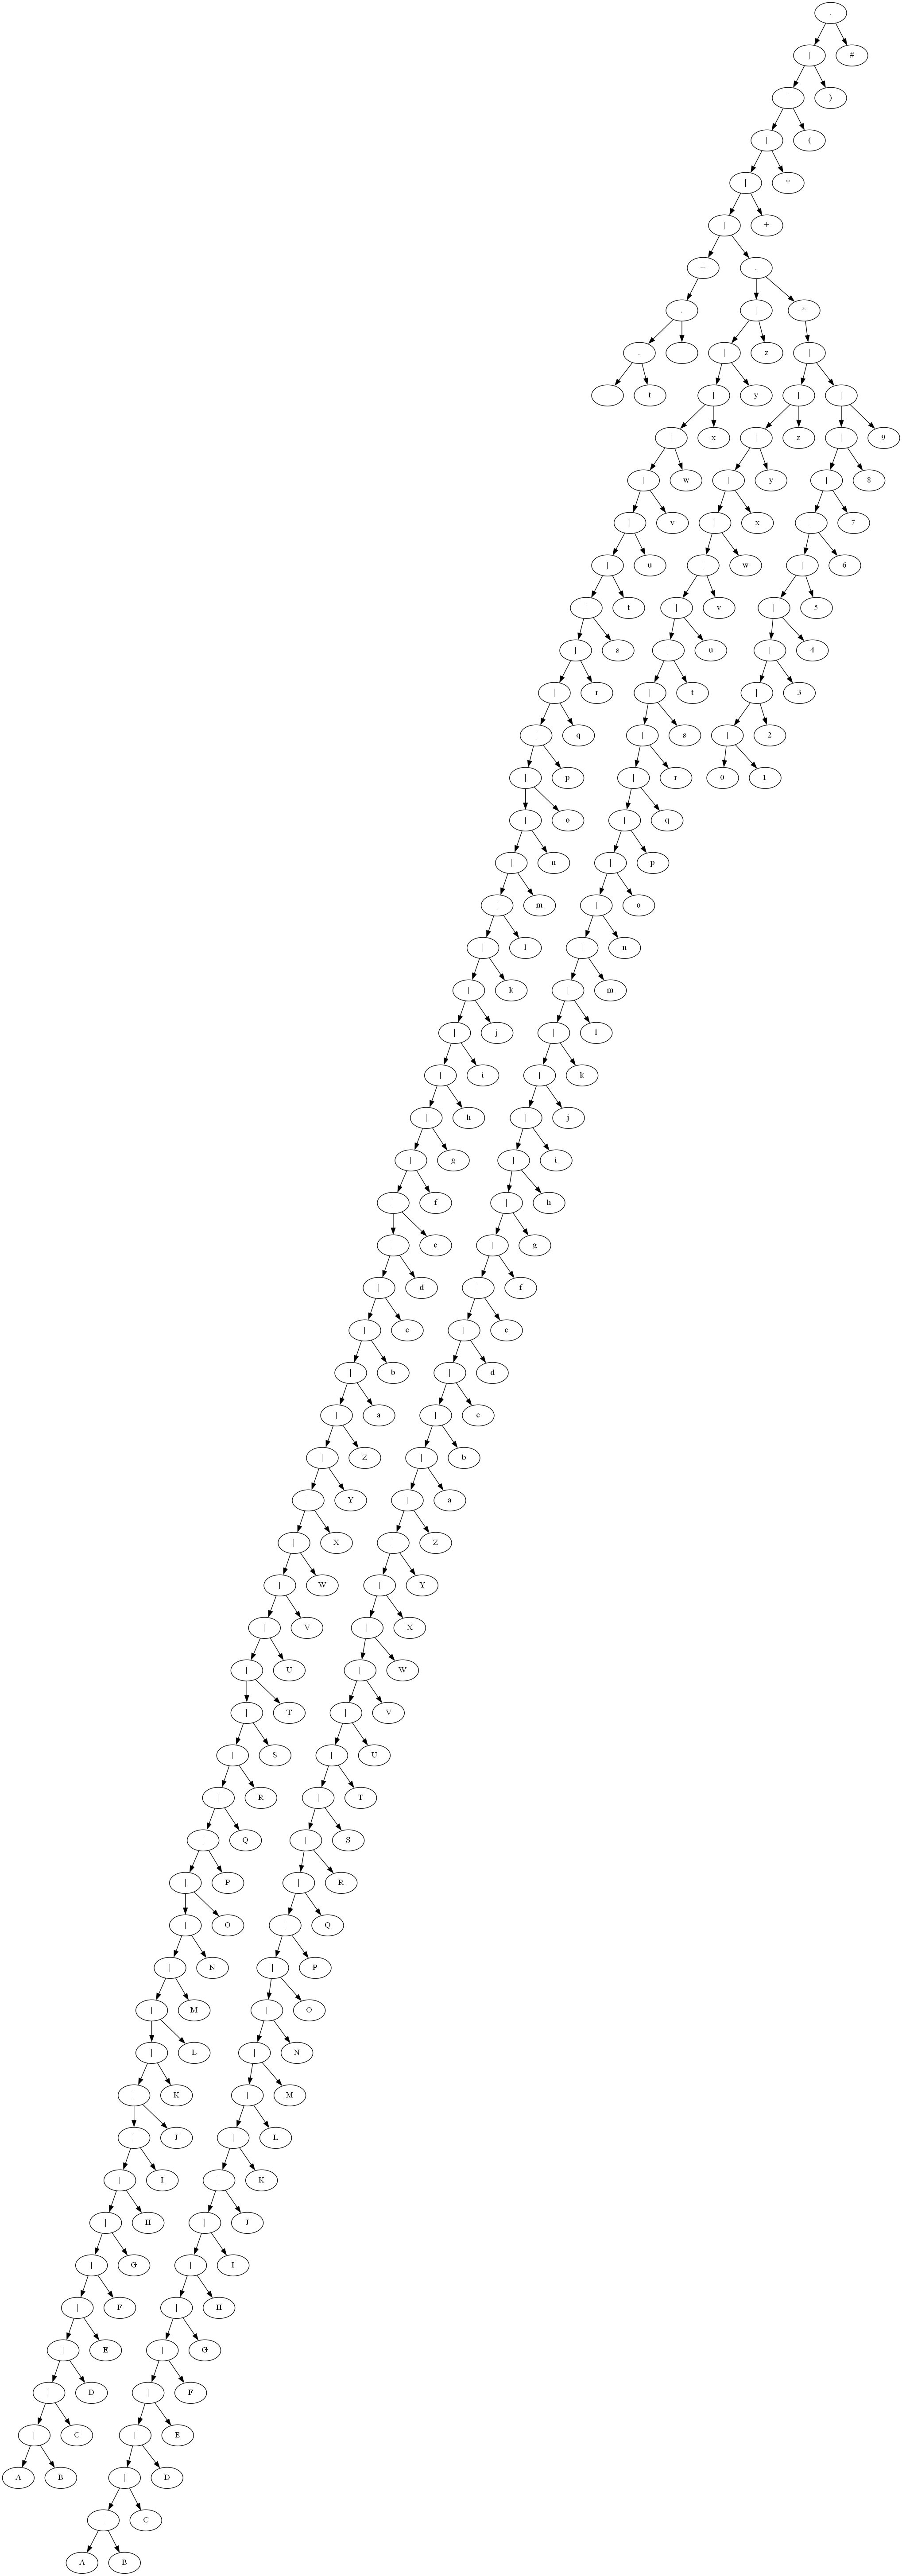 .
| #
| )
| (
| *
| +
+ .
. | *
. | z |
t | y | |
| x | z | 9
| w | y | 8
| v | x | 7
| u | w | 6
| t | v | 5
| s | u | 4
| r | t | 3
| q | s | 2
| p | r 0 1
| o | q
| n | p
| m | o
| l | n
| k | m
| j | l
| i | k
| h | j
| g | i
| f | h
| e | g
| d | f
| c | e
| b | d
| a | c
| Z | b
| Y | a
| X | Z
| W | Y
| V | X
| U | W
| T | V
| S | U
| R | T
| Q | S
| P | R
| O | Q
| N | P
| M | O
| L | N
| K | M
| J | L
| I | K
| H | J
| G | I
| F | H
| E | G
| D | F
| C | E
A B | D
| C
A B